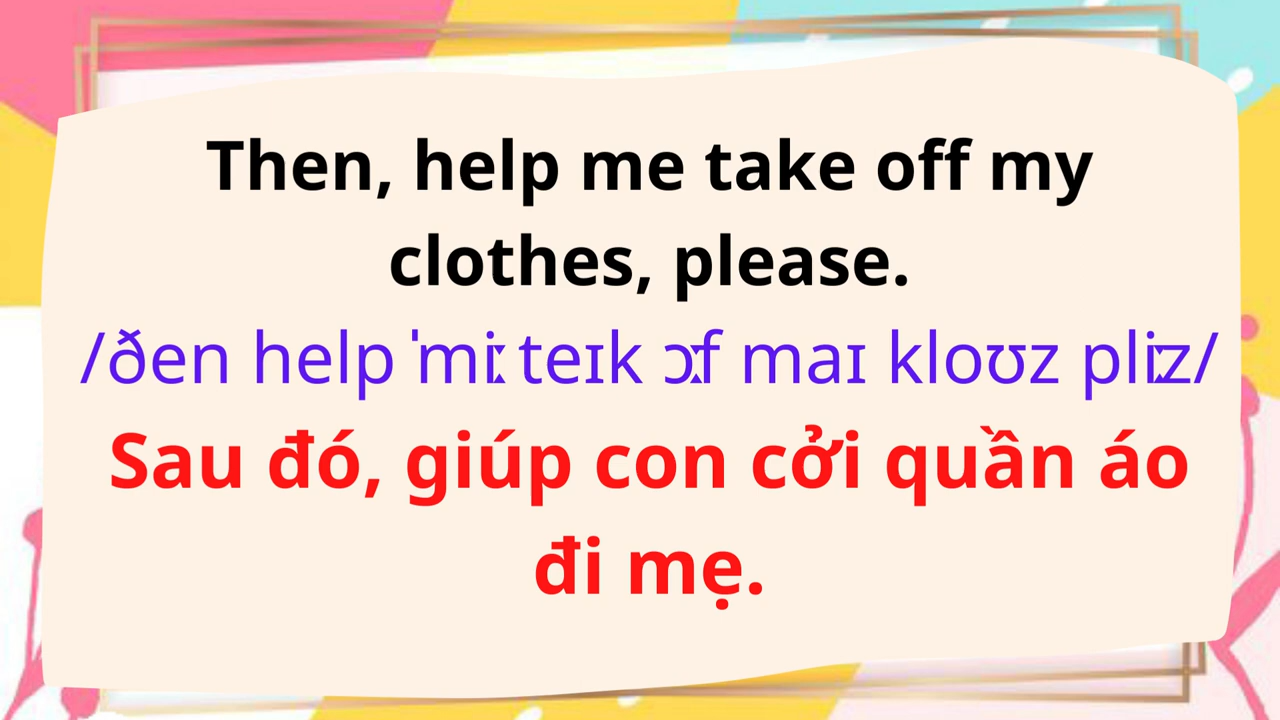 Then, help me take off my
clothes, please.
/ðen help ˈmiː teɪk ɔːf maɪ kloʊz pliːz/
Sau đó, giúp con cởi quần áo
đi mẹ.